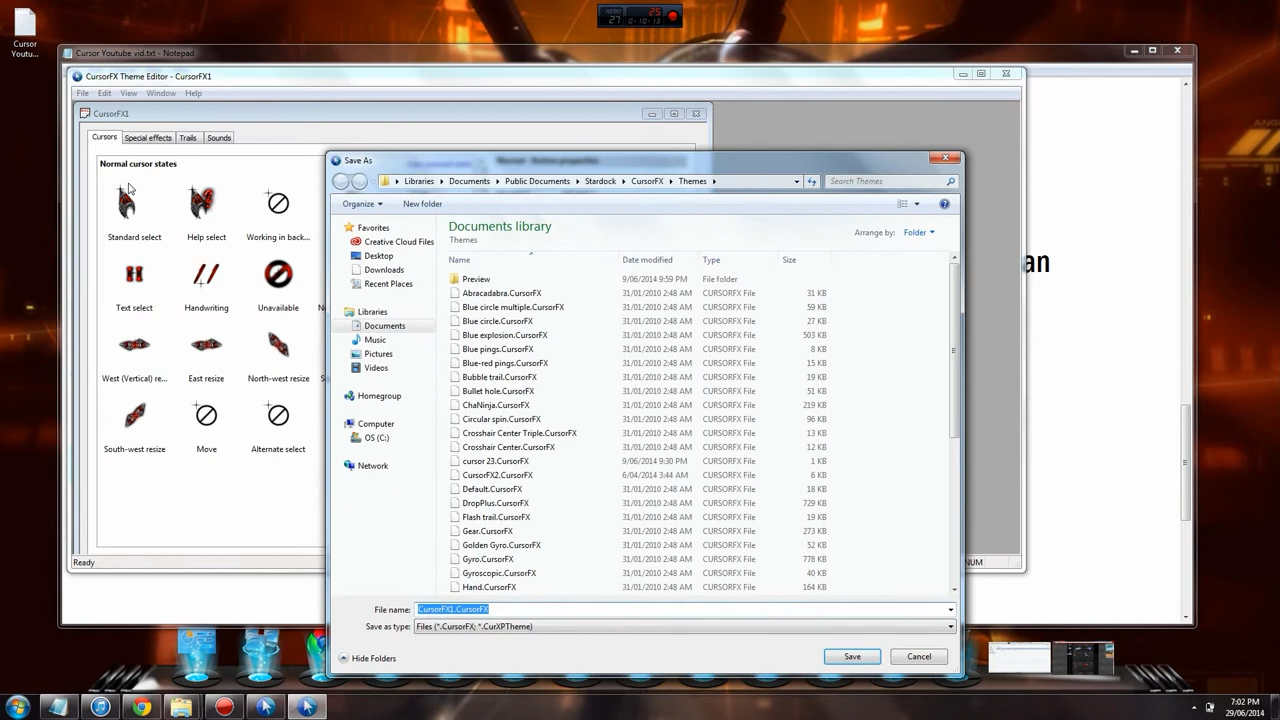 Cursor
Youtu...
AERO
27
25
0:10:13
Cursor Youtube vid.txt - Notepad
CursorFX Theme Editor - CursorFX1
File Edit View Window Help
CursorFX1
Cursors Special effects Trails Sounds
Normal cursor states
Standard select Help select Working in back...
Text select Handwriting Unavailable
West (Vertical) re... East resize North-west resize
South-west resize Move Alternate select
Ready
NUM
an
Save As
Libraries Documents Public Documents Stardock CursorFX Themes
Search Themes
Organize New folder
Favorites
Creative Cloud Files
Desktop
Downloads
Recent Places
Libraries
Documents
Music
Pictures
Videos
Homegroup
Computer
OS (C:)
Network
Documents library
Themes
Arrange by: Folder
Name Date modified Type Size
Preview 9/06/2014 9:59 PM File folder
Abracadabra.CursorFX 31/01/2010 2:48 AM CURSORFX File 31 KB
Blue circle multiple.CursorFX 31/01/2010 2:48 AM CURSORFX File 59 KB
Blue circle.CursorFX 31/01/2010 2:48 AM CURSORFX File 27 KB
Blue explosion.CursorFX 31/01/2010 2:48 AM CURSORFX File 503 KB
Blue pings.CursorFX 31/01/2010 2:48 AM CURSORFX File 8 KB
Blue-red pings.CursorFX 31/01/2010 2:48 AM CURSORFX File 15 KB
Bubble trail.CursorFX 31/01/2010 2:48 AM CURSORFX File 19 KB
Bullet hole.CursorFX 31/01/2010 2:48 AM CURSORFX File 51 KB
ChaNinja.CursorFX 31/01/2010 2:48 AM CURSORFX File 219 KB
Circular spin.CursorFX 31/01/2010 2:48 AM CURSORFX File 96 KB
Crosshair Center Triple.CursorFX 31/01/2010 2:48 AM CURSORFX File 13 KB
Crosshair Center.CursorFX 31/01/2010 2:48 AM CURSORFX File 12 KB
cursor 23.CursorFX 9/06/2014 9:30 PM CURSORFX File 1 KB
CursorFX2.CursorFX 6/04/2014 3:44 AM CURSORFX File 6 KB
Default.CursorFX 31/01/2010 2:48 AM CURSORFX File 18 KB
DropPlus.CursorFX 31/01/2010 2:48 AM CURSORFX File 729 KB
Flash trail.CursorFX 31/01/2010 2:48 AM CURSORFX File 19 KB
Gear.CursorFX 31/01/2010 2:48 AM CURSORFX File 273 KB
Golden Gyro.CursorFX 31/01/2010 2:48 AM CURSORFX File 52 KB
Gyro.CursorFX 31/01/2010 2:48 AM CURSORFX File 778 KB
Gyroscopic.CursorFX 31/01/2010 2:48 AM CURSORFX File 40 KB
Hand.CursorFX 31/01/2010 2:48 AM CURSORFX File 164 KB
File name: CursorFX1.CursorFX
Save as type: Files (*.CursorFX; *.CurXPTheme)
Hide Folders Save Cancel
7:02 PM
29/06/2014